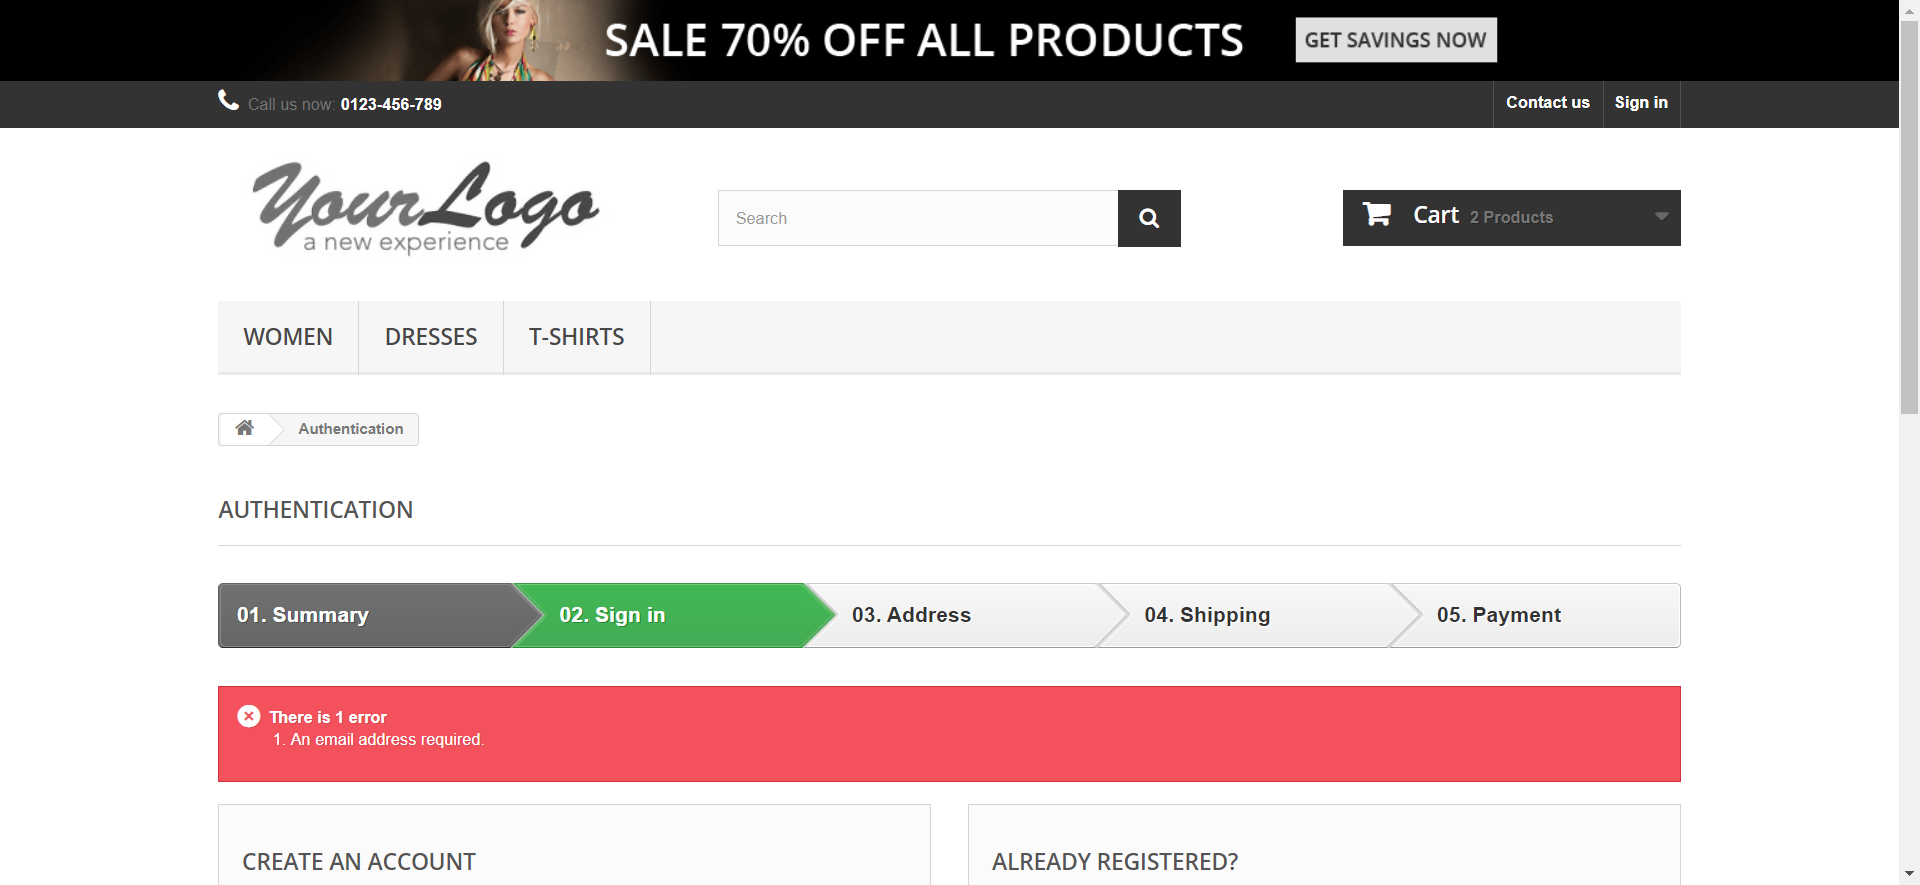 SALE 70% OFF ALL PRODUCTS
GET SAVINGS NOW
Call us now: 0123-456-789
Contact us
Sign in
YourLogo
a new experience
Search
Cart 2 Products
WOMEN
DRESSES
T-SHIRTS
Authentication
AUTHENTICATION
01. Summary
02. Sign in
03. Address
04. Shipping
05. Payment
There is 1 error
1. An email address required.
CREATE AN ACCOUNT
ALREADY REGISTERED?